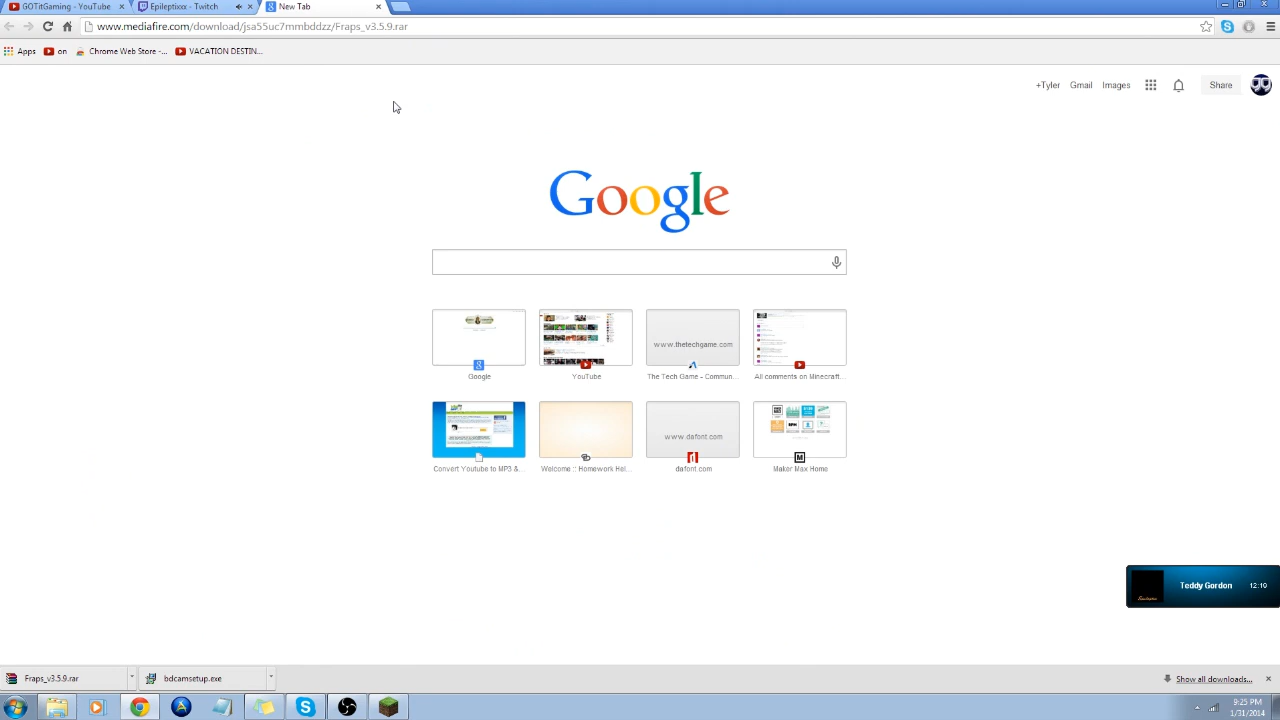 GOTitGaming - YouTube
Epileptixxx - Twitch
New Tab
www.mediafire.com/download/jsa55uc7mmbddzz/Fraps_v3.5.9.rar
Apps
on
Chrome Web Store -...
VACATION DESTIN...
+Tyler
Gmail
Images
Share
Google
www.thetechgame.com
Google
YouTube
The Tech Game - Commun...
All comments on Minecraft...
www.dafont.com
Convert Youtube to MP3 &...
Welcome :: Homework Hel...
dafont.com
Maker Max Home
Teddy Gordon
12:19
Fraps_v3.5.9.rar
bdcamsetup.exe
Show all downloads...
9:25 PM
1/31/2014